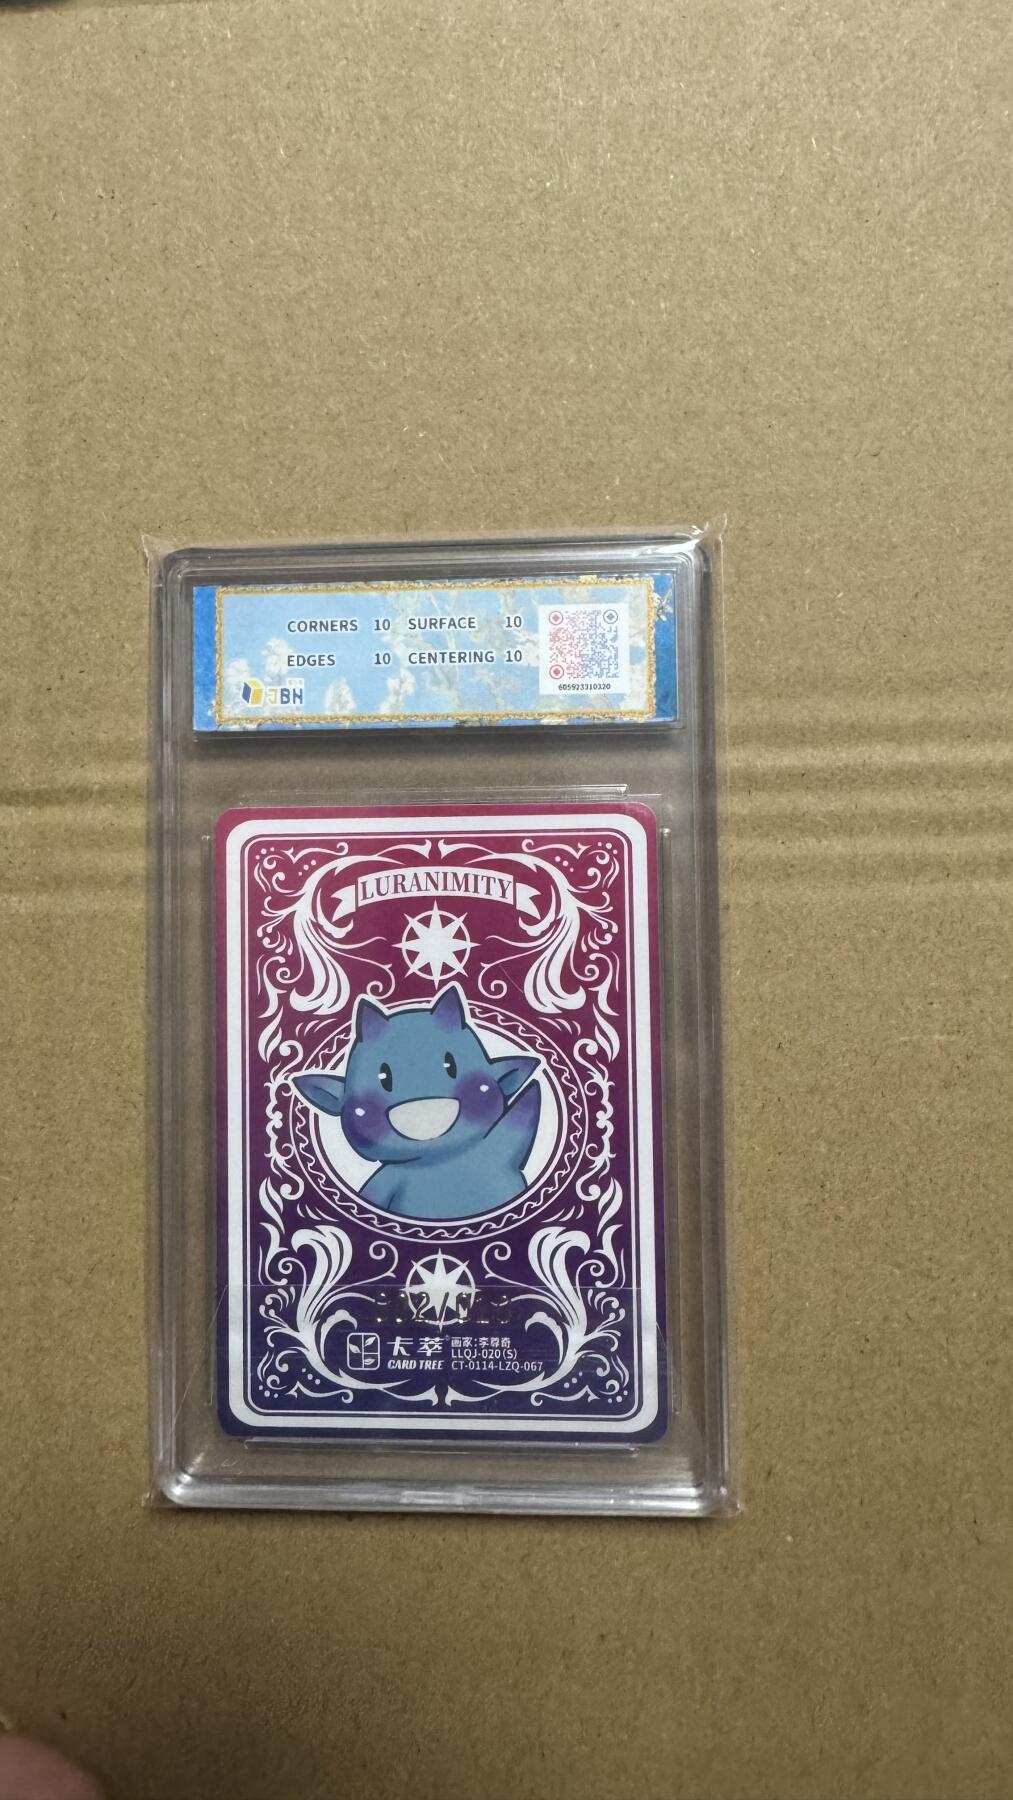 CORNERS 10 SURFACE 10
EDGES 10 CENTERING 10
JBH
605923310320
LURANIMITY
卡萃
CARD TREE
画家:李尊奇
LLQJ-020(S)
CT-0114-LZQ-067